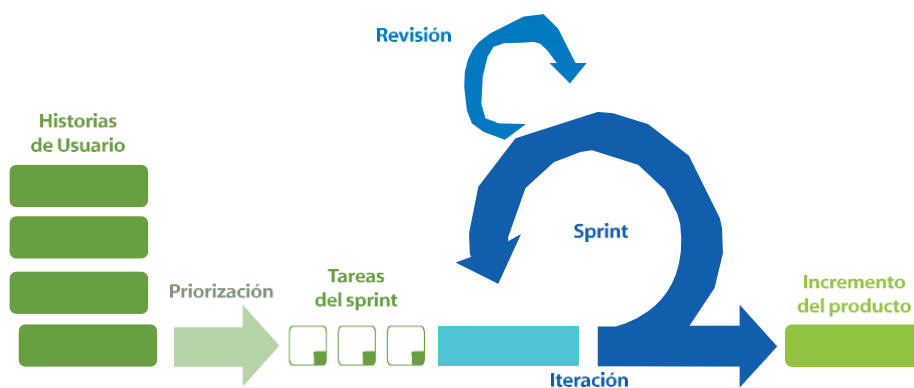 Revisión
Historias
de Usuario
Sprint
Priorización
Tareas
del sprint
Incremento
del producto
Iteración